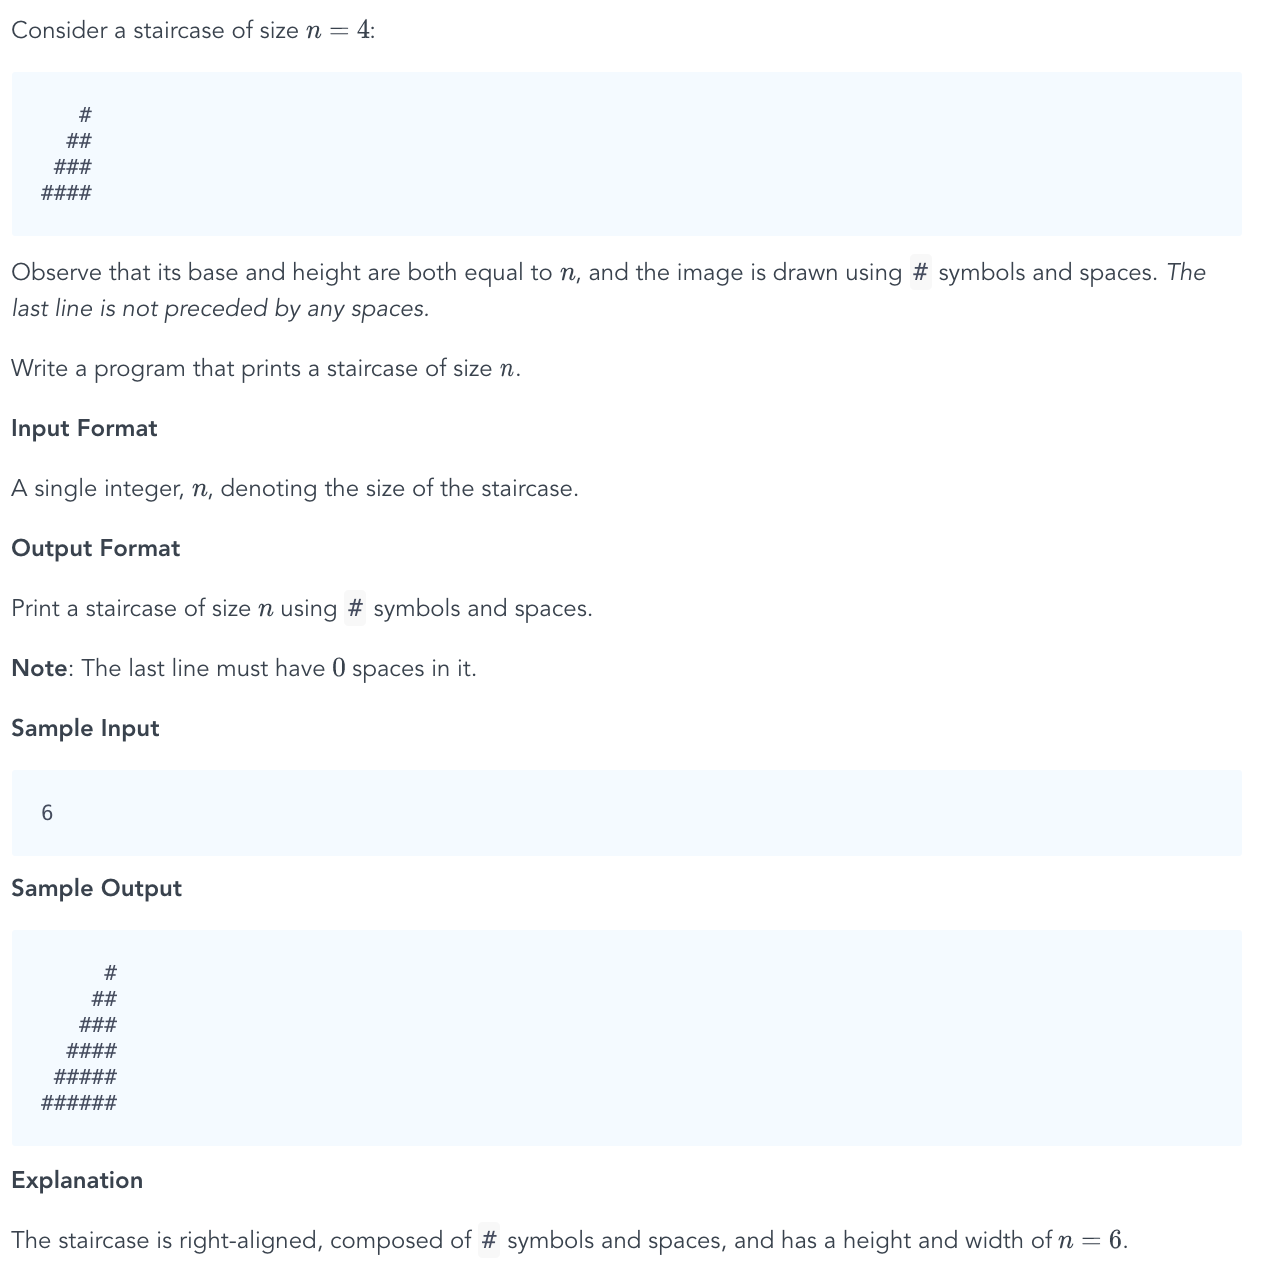 Consider a staircase of size n = 4:
   #
  ##
 ###
####
Observe that its base and height are both equal to n, and the image is drawn using # symbols and spaces. The
last line is not preceded by any spaces.
Write a program that prints a staircase of size n.
Input Format
A single integer, n, denoting the size of the staircase.
Output Format
Print a staircase of size n using # symbols and spaces.
Note: The last line must have 0 spaces in it.
Sample Input
6
Sample Output
     #
    ##
   ###
  ####
 #####
######
Explanation
The staircase is right-aligned, composed of # symbols and spaces, and has a height and width of n = 6.